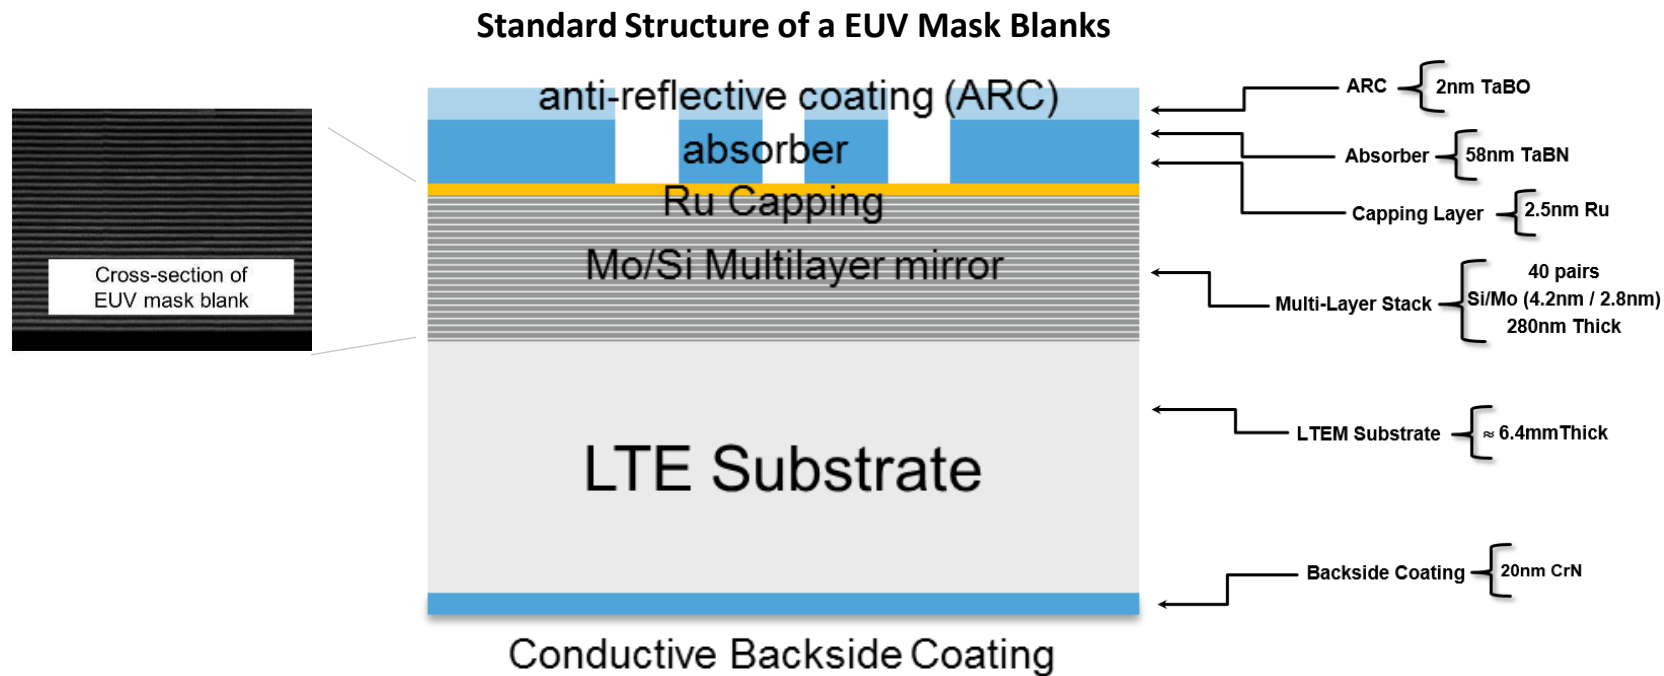 Standard Structure of a EUV Mask Blanks
anti-reflective coating (ARC)
absorber
Ru Capping
Mo/Si Multilayer mirror
LTE Substrate
Conductive Backside Coating
Cross-section of
EUV mask blank
ARC
2nm TaBO
Absorber
58nm TaBN
Capping Layer
2.5nm Ru
Multi-Layer Stack
40 pairs
Si/Mo (4.2nm / 2.8nm)
280nm Thick
LTEM Substrate
≈ 6.4mmThick
Backside Coating
20nm CrN